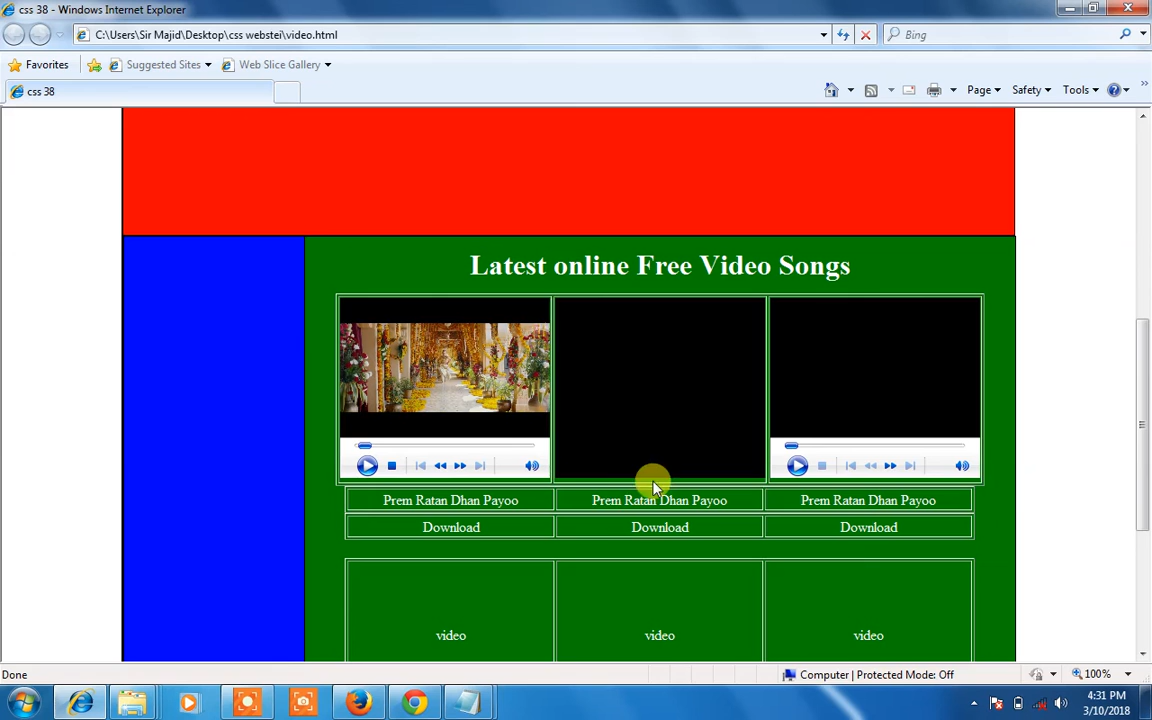 css 38 - Windows Internet Explorer
C:\Users\Sir Majid\Desktop\css webstei\video.html
Bing
Favorites Suggested Sites Web Slice Gallery
css 38
Page Safety Tools
Latest online Free Video Songs
Prem Ratan Dhan Payoo Prem Ratan Dhan Payoo Prem Ratan Dhan Payoo
Download Download Download
video video video
Done
Computer | Protected Mode: Off
100%
4:31 PM
3/10/2018